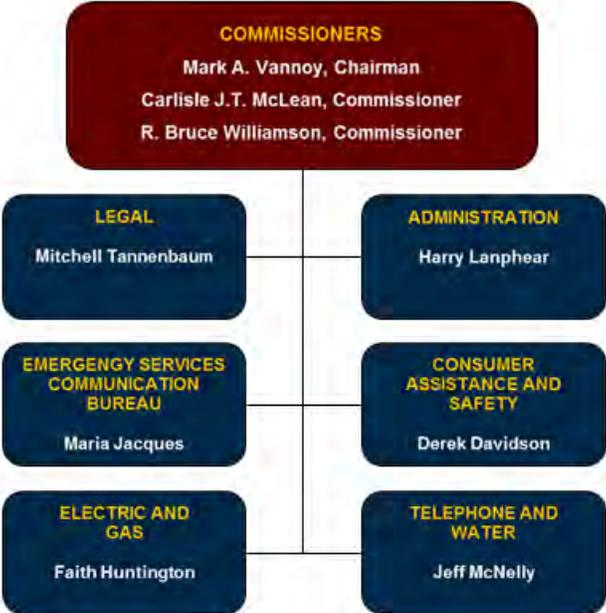 COMMISSIONERS
Mark A. Vannoy, Chairman
Carlisle J.T. McLean, Commissioner
R. Bruce Williamson, Commissioner
LEGAL
Mitchell Tannenbaum
ADMINISTRATION
Harry Lanphear
EMERGENGY SERVICES
COMMUNICATION
BUREAU
Maria Jacques
CONSUMER
ASSISTANCE AND
SAFETY
Derek Davidson
ELECTRIC AND
GAS
Faith Huntington
TELEPHONE AND
WATER
Jeff McNelly